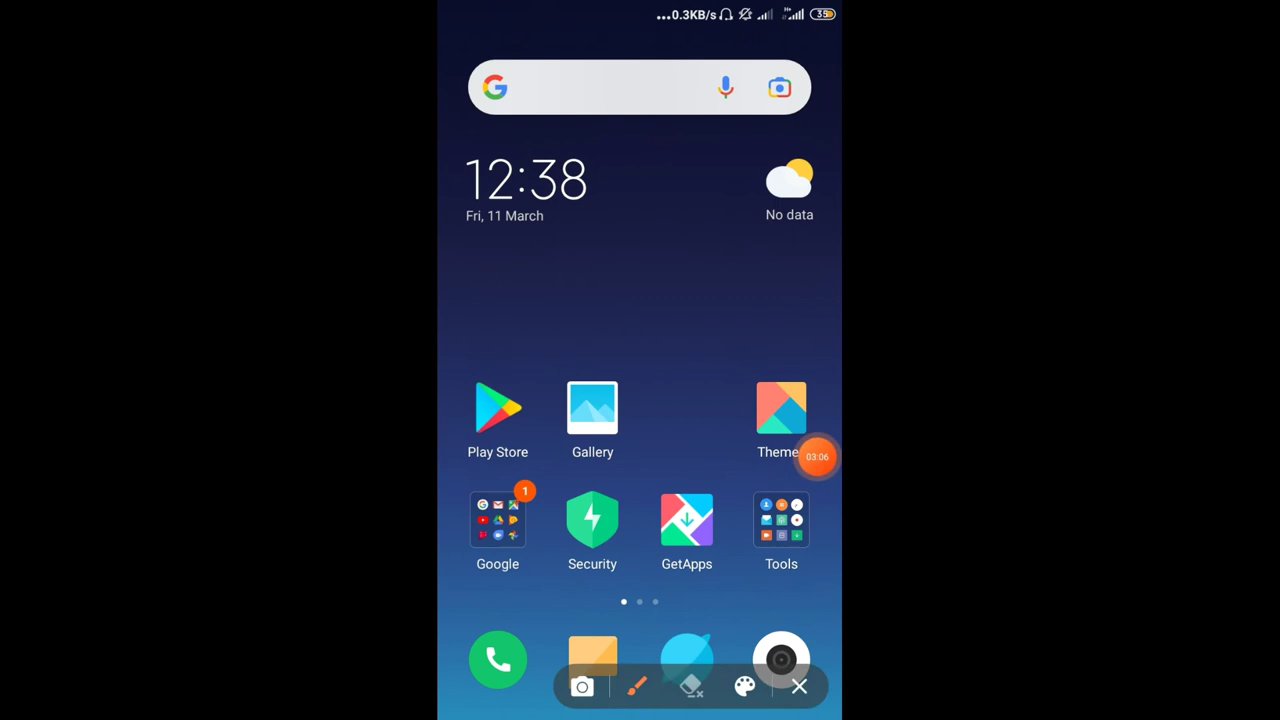 ...0.3KB/s 35
12:38
Fri, 11 March
No data
Play Store Gallery Theme
03:06
1
Google Security GetApps Tools